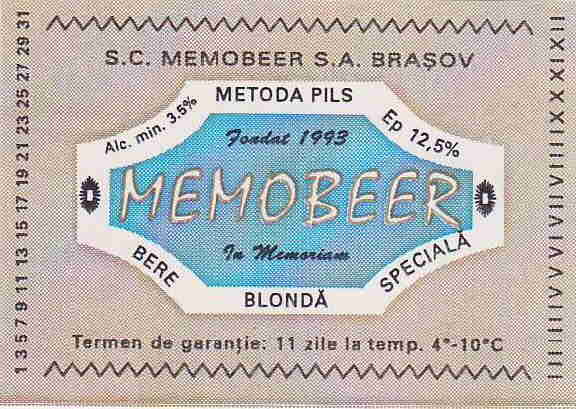 S.C. MEMOBEER S.A. BRAȘOV
METODA PILS
Alc. min. 3.5%
Ep 12,5%
Fondat 1993
MEMOBEER
In Memoriam
BERE
BLONDĂ
SPECIALĂ
Termen de garanție: 11 zile la temp. 4°-10°C
1 3 5 7 9 11 13 15 17 19 21 23 25 27 29 31
I II III IV V VI VII VIII IX X XI XII